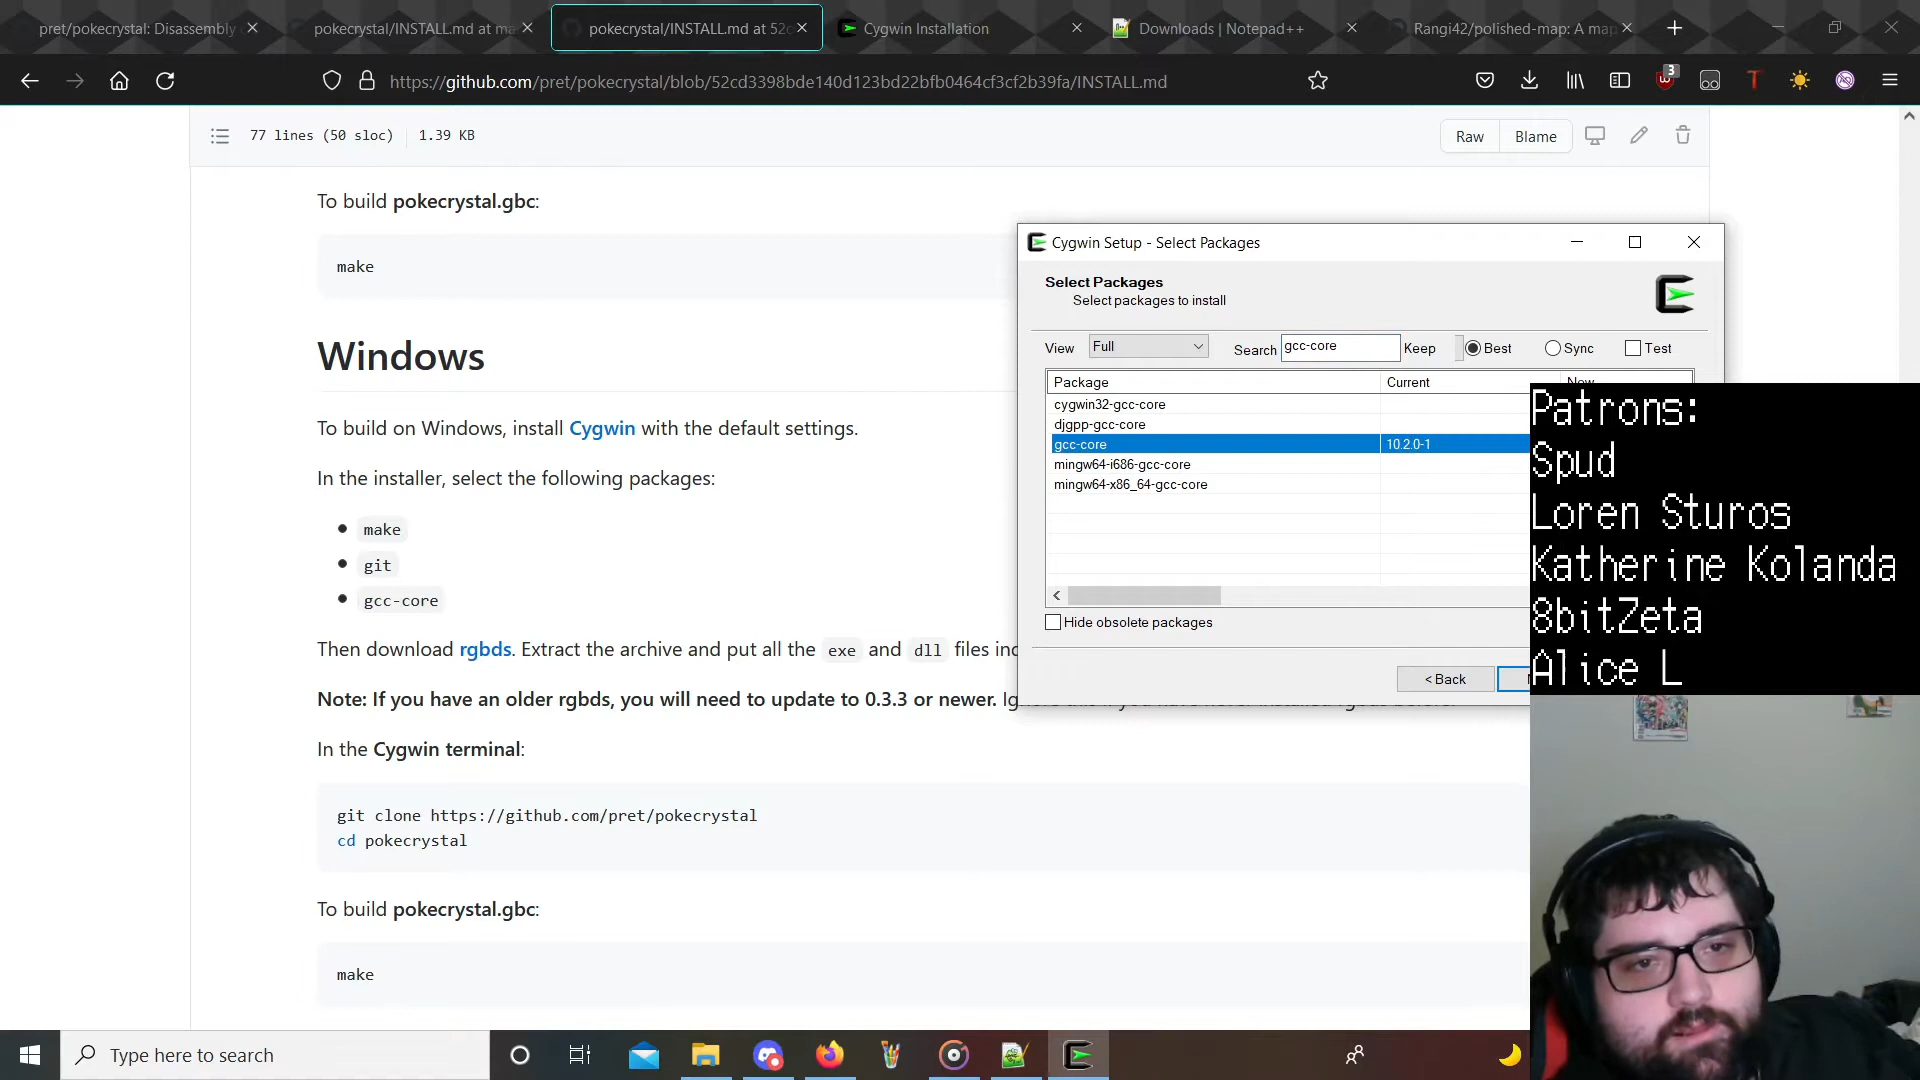 pret/pokecrystal: Disassembly
pokecrystal/INSTALL.md at ma
pokecrystal/INSTALL.md at 52c
Cygwin Installation
Downloads | Notepad++
Rangi42/polished-map: A map
https://github.com/pret/pokecrystal/blob/52cd3398bde140d123bd22bfb0464cf3cf2b39fa/INSTALL.md
3
77 lines (50 sloc)
1.39 KB
Raw
Blame
To build pokecrystal.gbc:
make
Windows
To build on Windows, install Cygwin with the default settings.
In the installer, select the following packages:
make
git
gcc-core
Then download rgbds. Extract the archive and put all the exe and dll files inc
Note: If you have an older rgbds, you will need to update to 0.3.3 or newer.
In the Cygwin terminal:
git clone https://github.com/pret/pokecrystal
cd pokecrystal
To build pokecrystal.gbc:
make
Cygwin Setup - Select Packages
Select Packages
Select packages to install
View
Full
Search
gcc-core
Keep
Best
Sync
Test
Package
Current
New
cygwin32-gcc-core
djgpp-gcc-core
gcc-core
10.2.0-1
mingw64-i686-gcc-core
mingw64-x86_64-gcc-core
Hide obsolete packages
< Back
Patrons:
Spud
Loren Sturos
Katherine Kolanda
8bitZeta
Alice L
Type here to search